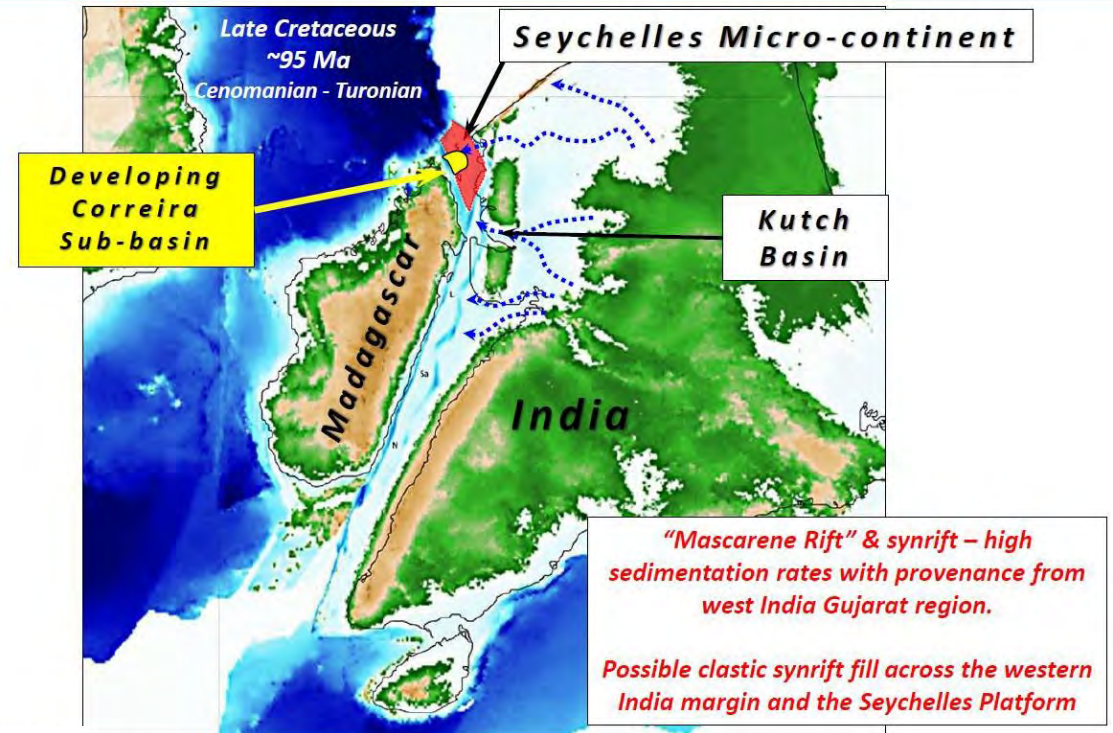 Late Cretaceous
~95 Ma
Cenomanian - Turonian
Seychelles Micro-continent
Developing
Correira
Sub-basin
Kutch
Basin
Madagascar
India
L
Sa
N
“Mascarene Rift” & synrift – high
sedimentation rates with provenance from
west India Gujarat region.
Possible clastic synrift fill across the western
India margin and the Seychelles Platform